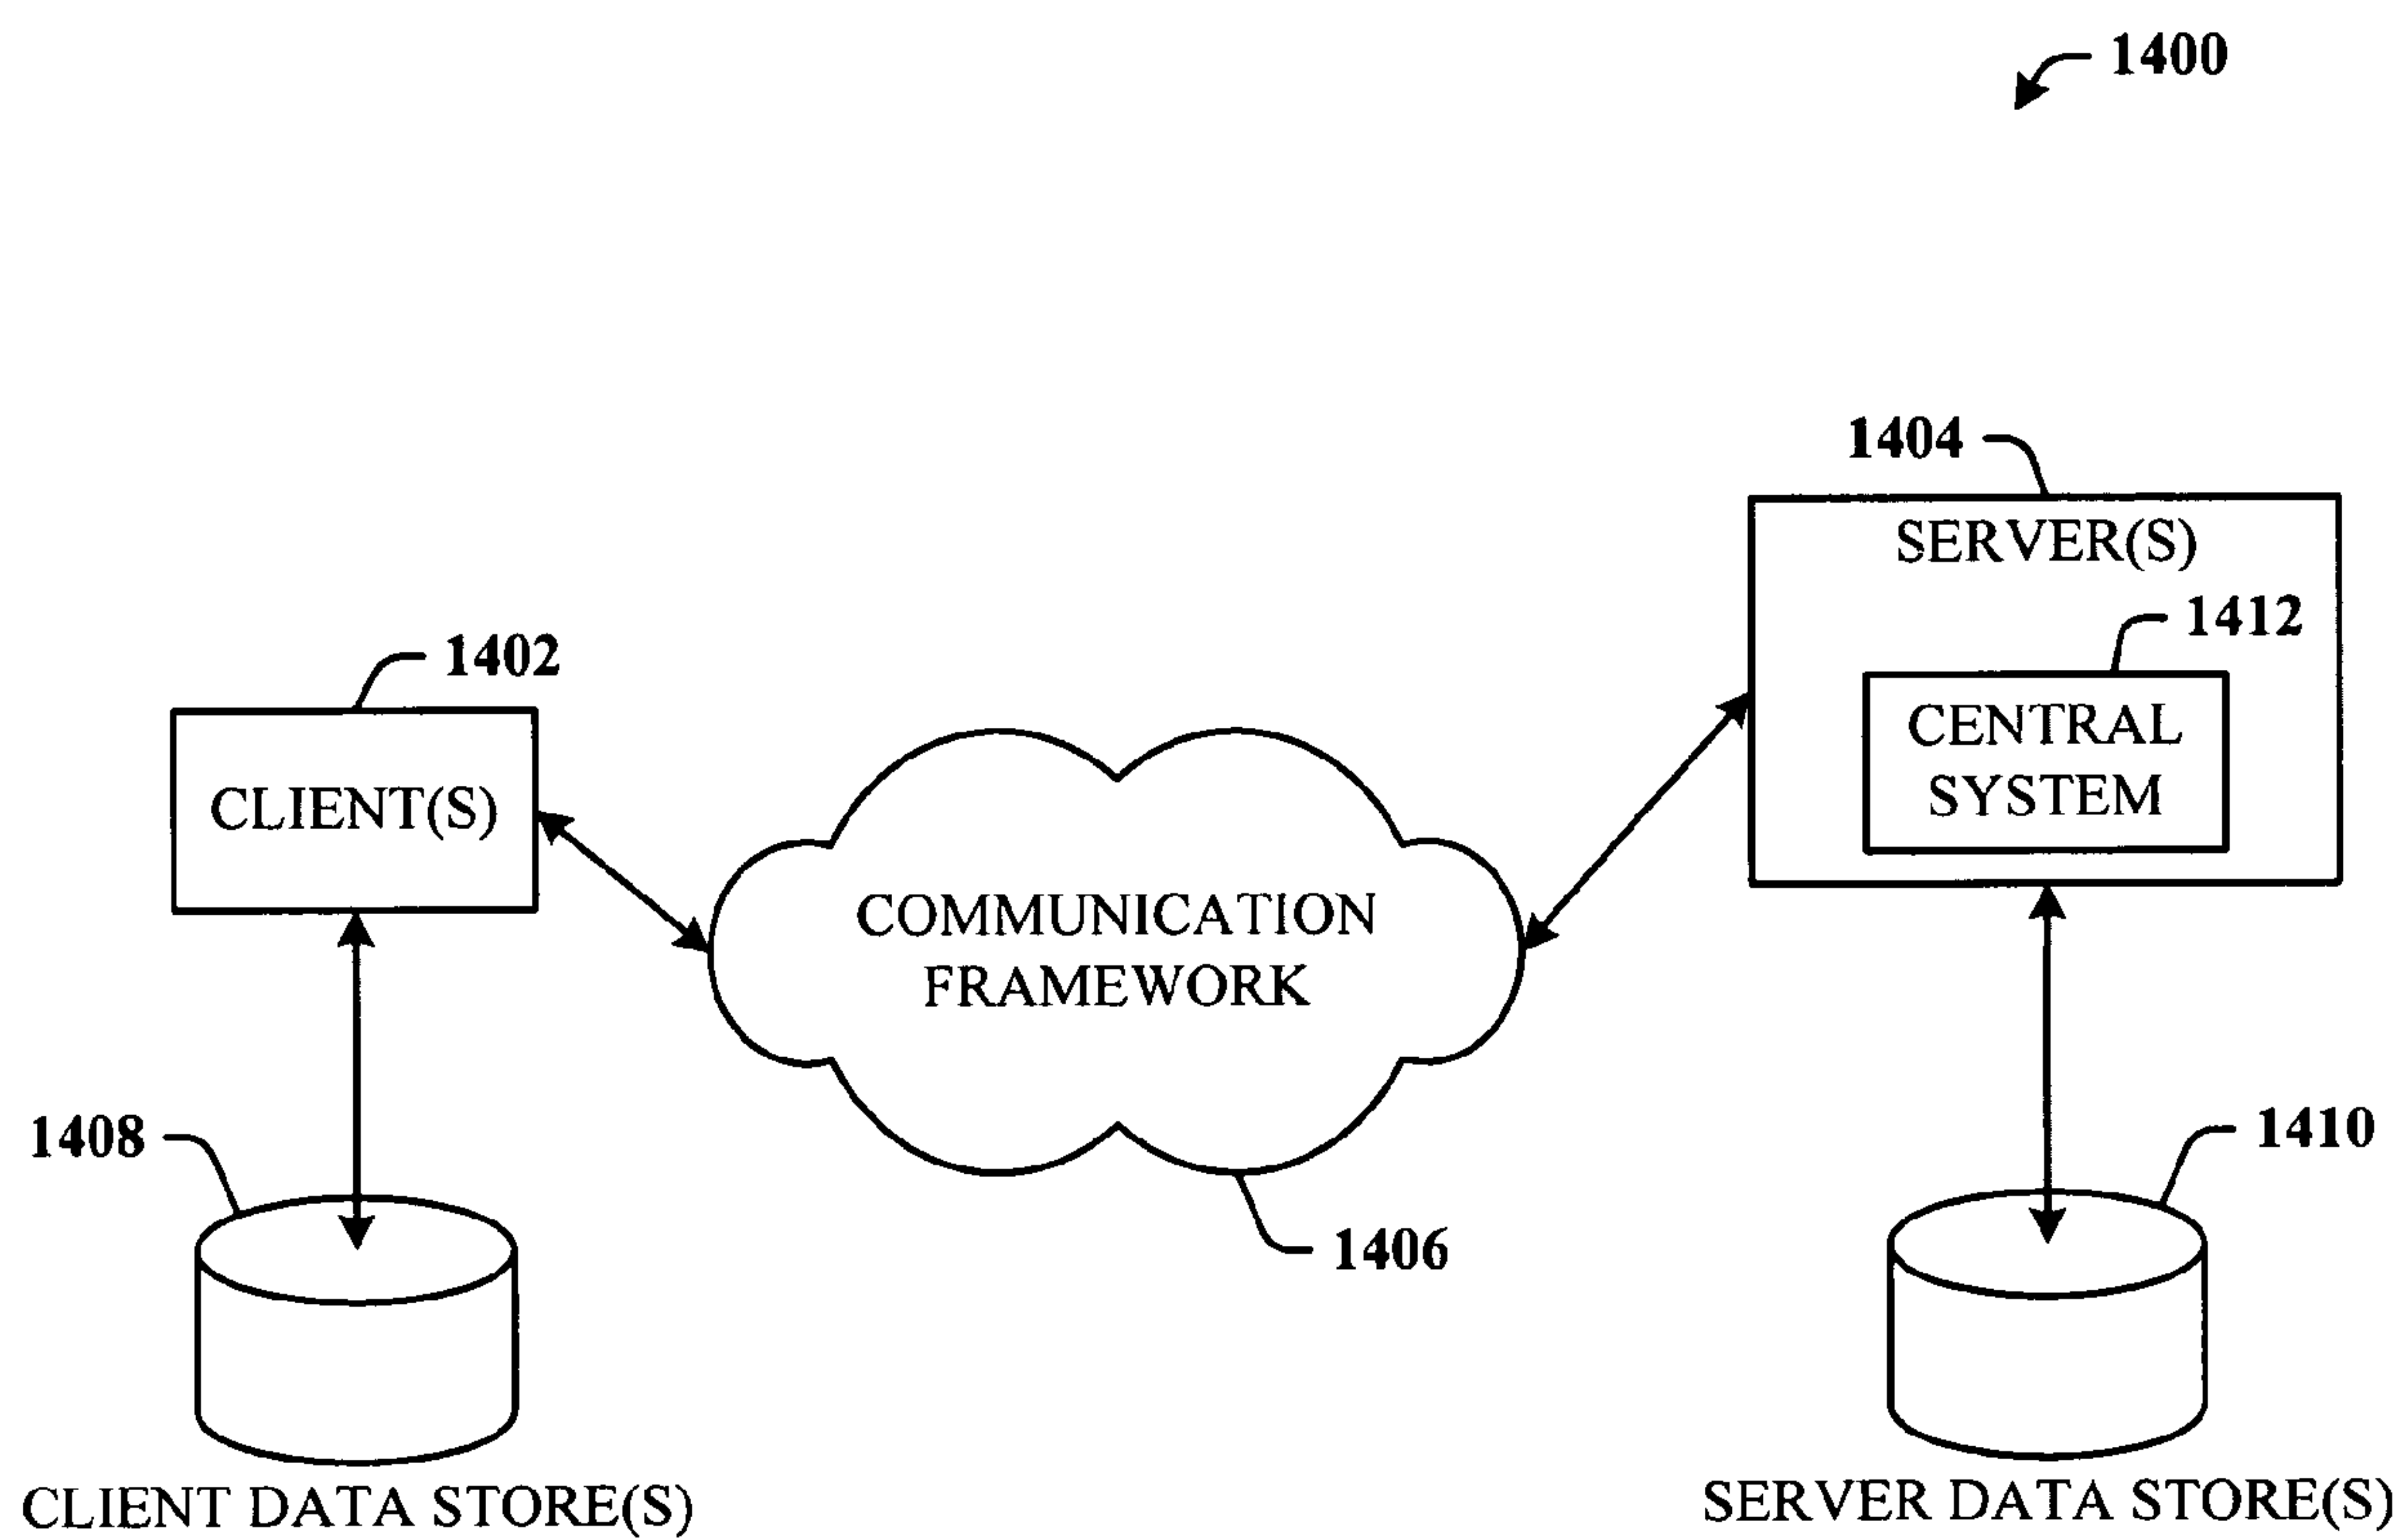 1400
1404
SERVER(S)
1412
CENTRAL
SYSTEM
1402
CLIENT(S)
COMMUNICATION
FRAMEWORK
1408
1410
1406
CLIENT DATA STORE(S)
SERVER DATA STORE(S)